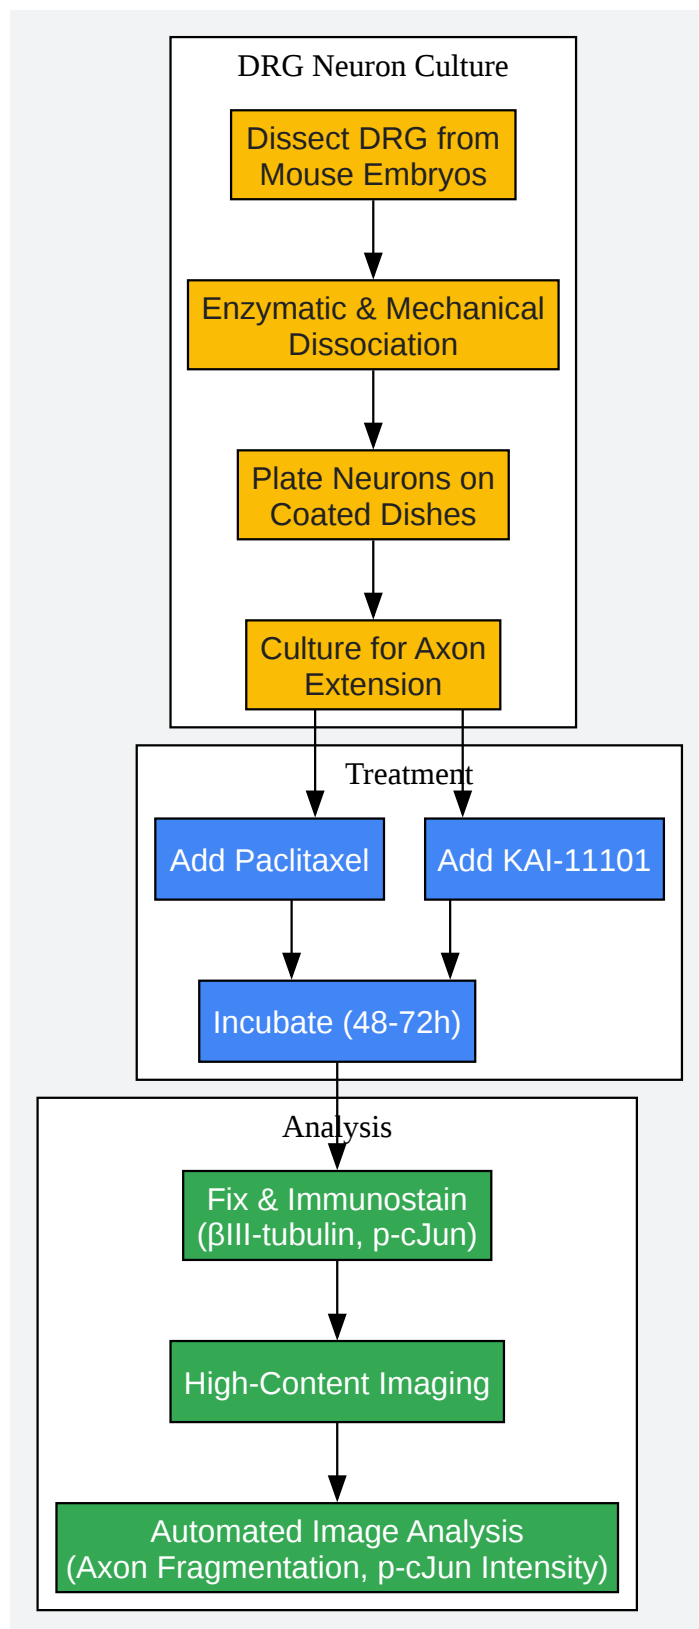 DRG Neuron Culture
Dissect DRG from
Mouse Embryos
Enzymatic & Mechanical
Dissociation
Plate Neurons on
Coated Dishes
Culture for Axon
Extension
Treatment
Add Paclitaxel
Add KAI-11101
Incubate (48-72h)
Analysis
Fix & Immunostain
(βIII-tubulin, p-cJun)
High-Content Imaging
Automated Image Analysis
(Axon Fragmentation, p-cJun Intensity)